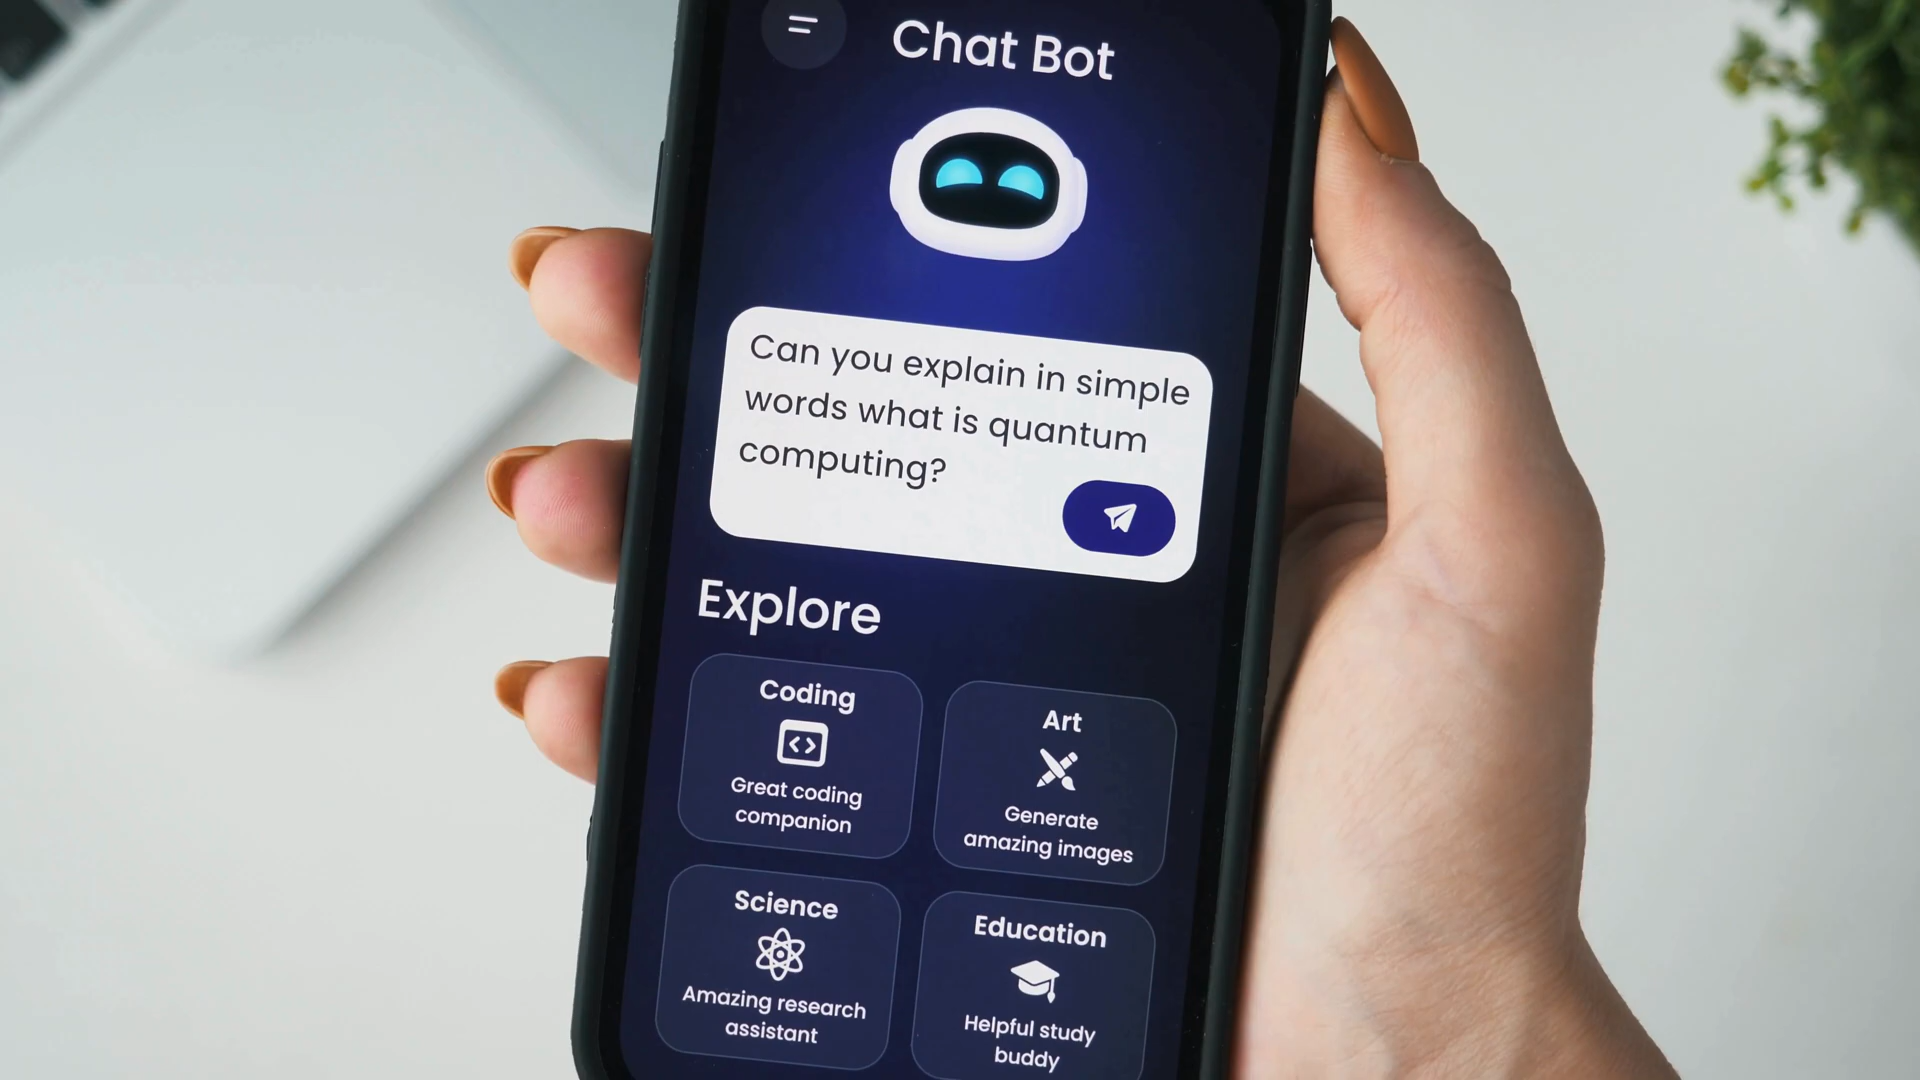 Chat Bot
Can you explain in simple
words what is quantum
computing?
Explore
Coding
Great coding
companion
Art
Generate
amazing images
Science
Amazing research
assistant
Education
Helpful study
buddy